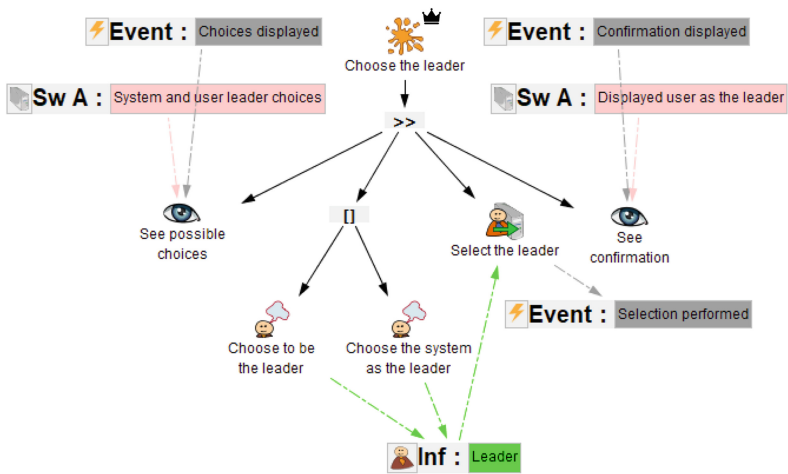 Event : Choices displayed
Event : Confirmation displayed
Choose the leader
Sw A : System and user leader choices
Sw A : Displayed user as the leader
>>
See possible
choices
[]
Select the leader
See
confirmation
Event : Selection performed
Choose to be
the leader
Choose the system
as the leader
Inf : Leader